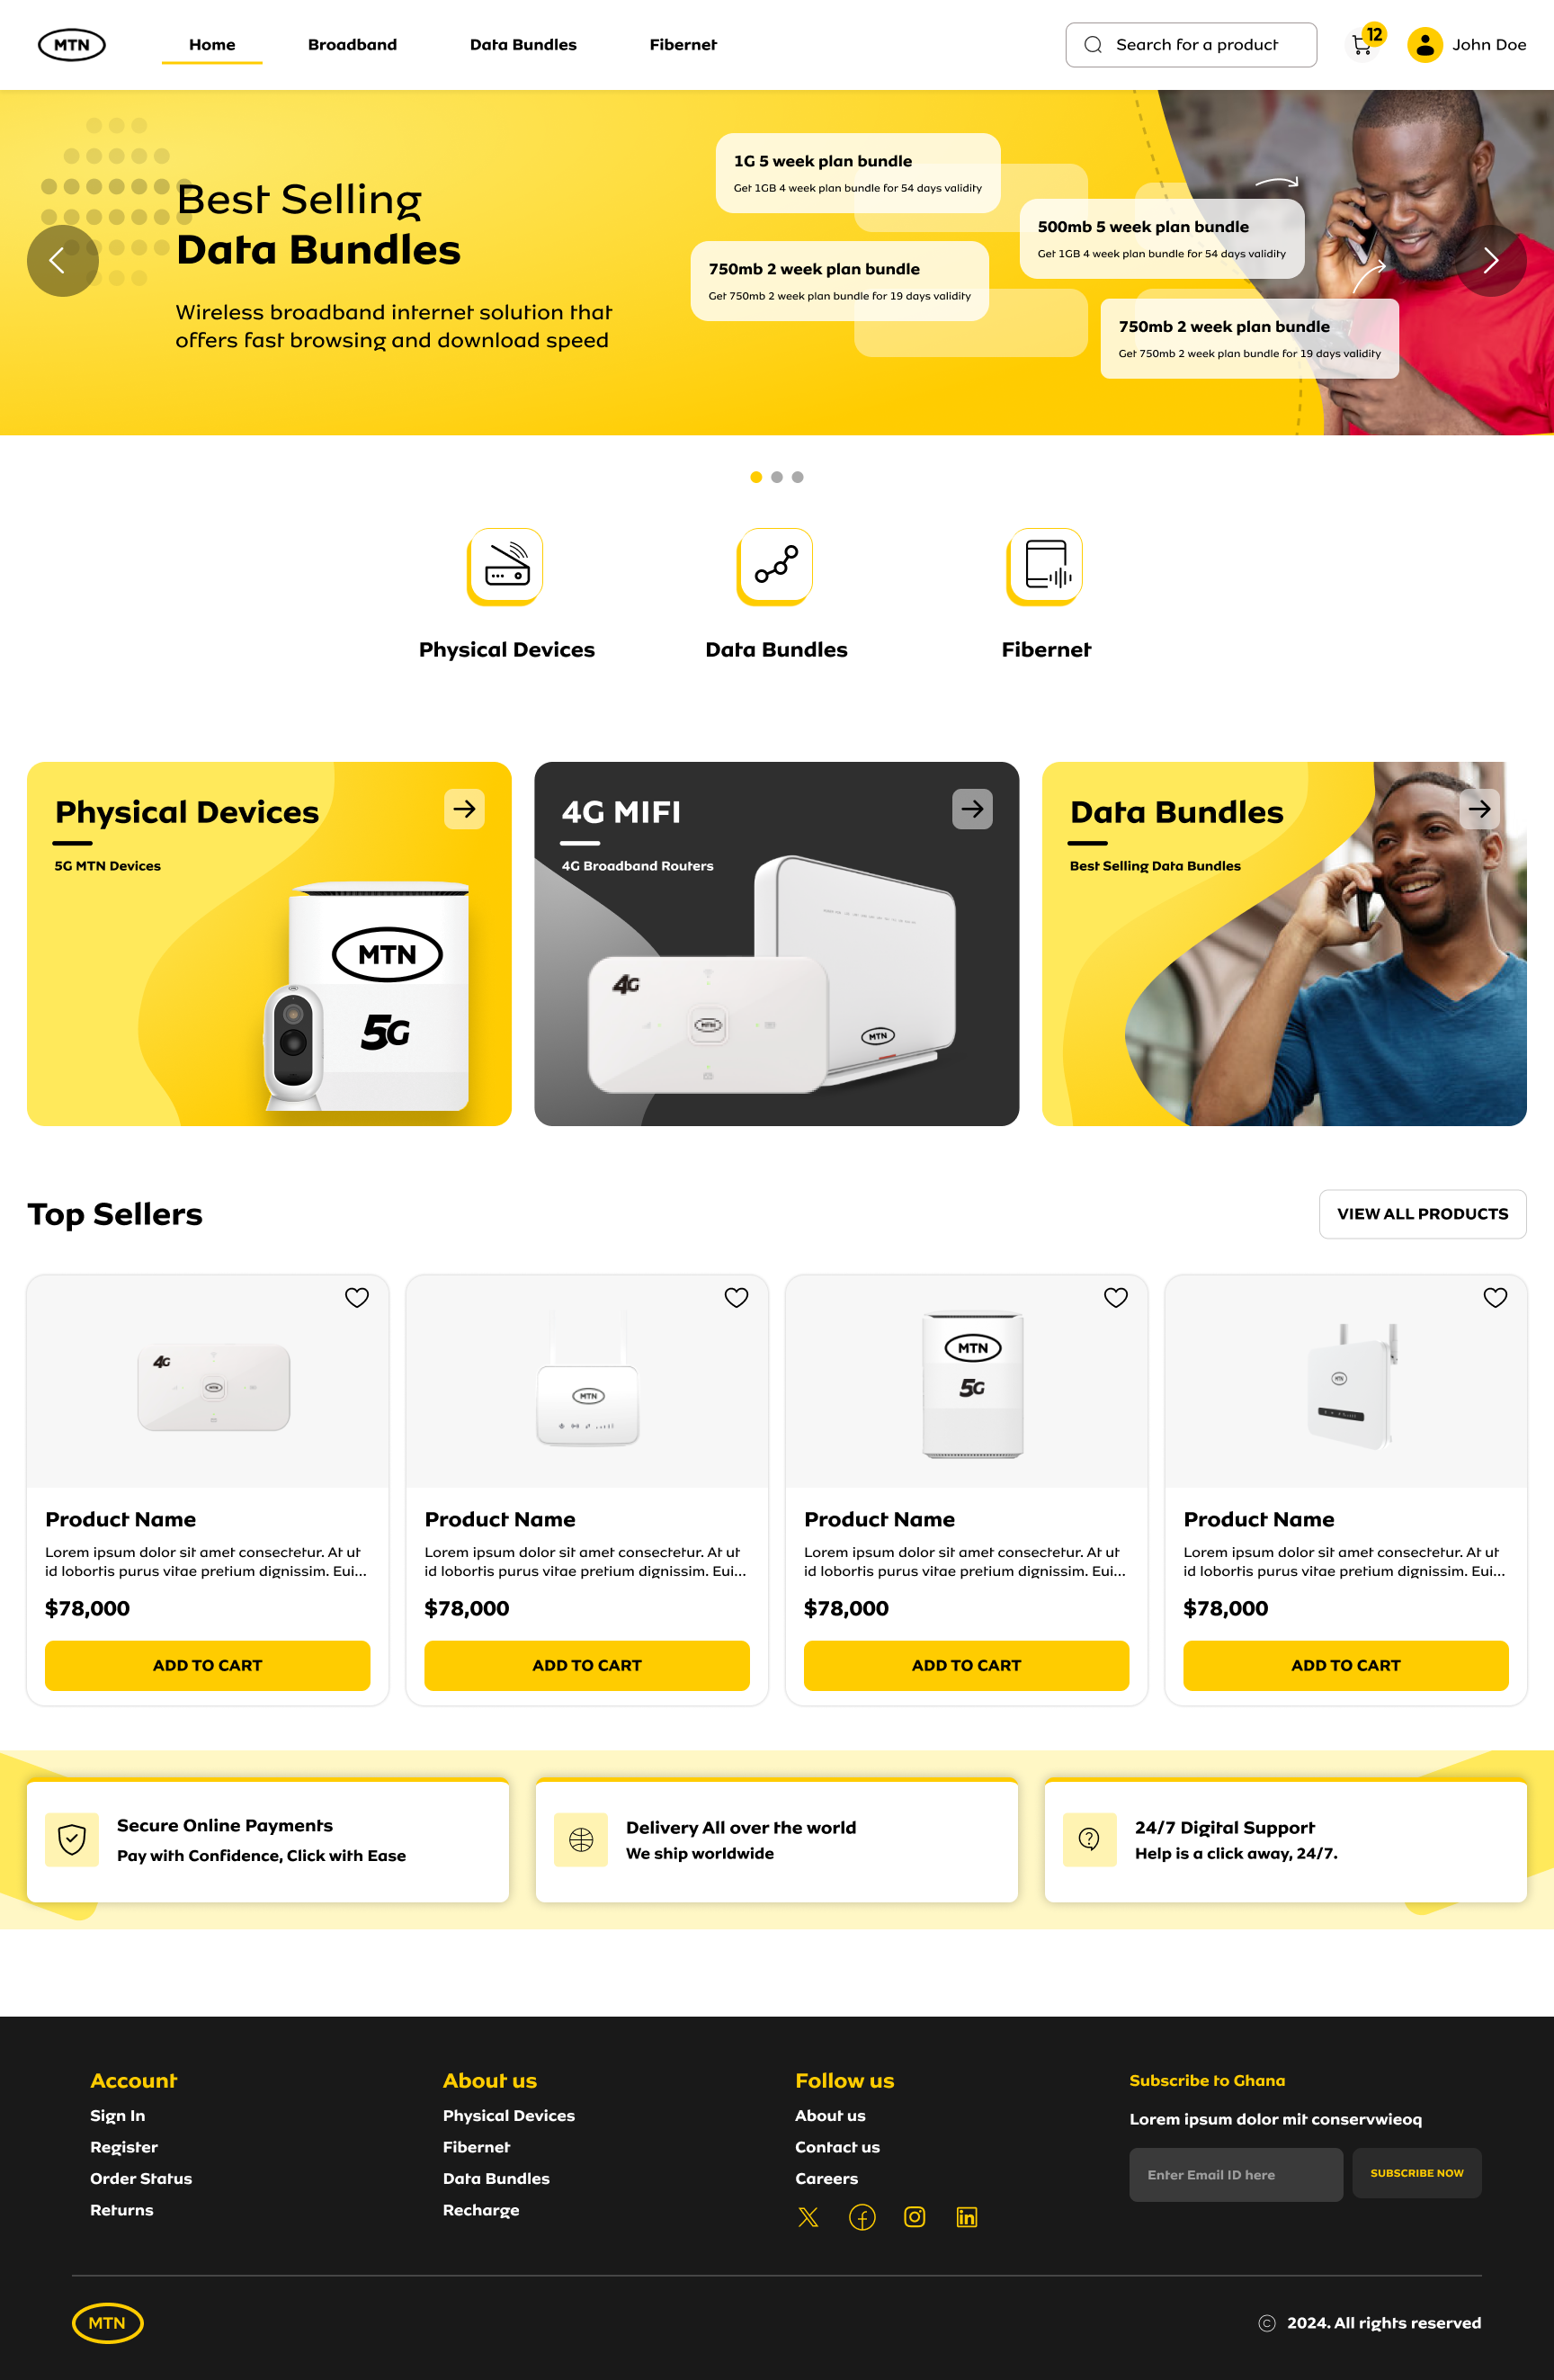 MTN
Home
Broadband
Data Bundles
Fibernet
Search for a product
12
John Doe
Best Selling
Data Bundles
Wireless broadband internet solution that
offers fast browsing and download speed
1G 5 week plan bundle
Get 1GB 4 week plan bundle for 54 days validity
500mb 5 week plan bundle
Get 1GB 4 week plan bundle for 54 days validity
750mb 2 week plan bundle
Get 750mb 2 week plan bundle for 19 days validity
750mb 2 week plan bundle
Get 750mb 2 week plan bundle for 19 days validity
Physical Devices
Data Bundles
Fibernet
Physical Devices
5G MTN Devices
MTN
5G
4G MIFI
4G Broadband Routers
4G
MTN
MTN
Data Bundles
Best Selling Data Bundles
Top Sellers
VIEW ALL PRODUCTS
4G
MTN
MTN
MTN
5G
MTN
Product Name
Lorem ipsum dolor sit amet consectetur. At ut
id lobortis purus vitae pretium dignissim. Eui...
$78,000
ADD TO CART
Product Name
Lorem ipsum dolor sit amet consectetur. At ut
id lobortis purus vitae pretium dignissim. Eui...
$78,000
ADD TO CART
Product Name
Lorem ipsum dolor sit amet consectetur. At ut
id lobortis purus vitae pretium dignissim. Eui...
$78,000
ADD TO CART
Product Name
Lorem ipsum dolor sit amet consectetur. At ut
id lobortis purus vitae pretium dignissim. Eui...
$78,000
ADD TO CART
Secure Online Payments
Pay with Confidence, Click with Ease
Delivery All over the world
We ship worldwide
24/7 Digital Support
Help is a click away, 24/7.
Account
Sign In
Register
Order Status
Returns
About us
Physical Devices
Fibernet
Data Bundles
Recharge
Follow us
About us
Contact us
Careers
Subscribe to Ghana
Lorem ipsum dolor mit conservwieoq
Enter Email ID here
SUBSCRIBE NOW
MTN
© 2024. All rights reserved